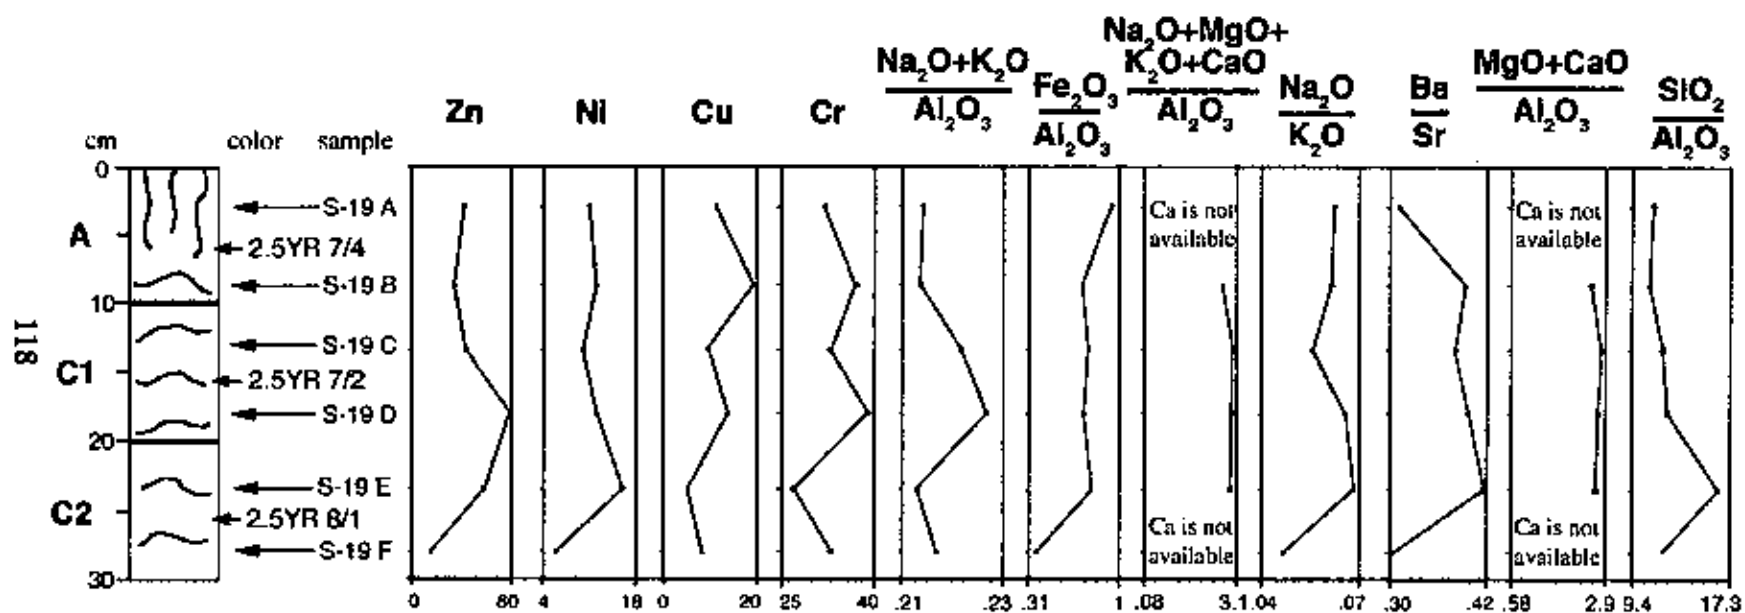 Zn
Ni
Cu
Cr
Na₂O+K₂O
Al₂O₃
Fe₂O₃
Al₂O₃
Na₂O+MgO+
K₂O+CaO
Al₂O₃
Na₂O
K₂O
Ba
Sr
MgO+CaO
Al₂O₃
SiO₂
Al₂O₃
cm color sample
0
S-19 A
A
2.5YR 7/4
S-19 B
10
S-19 C
C1
2.5YR 7/2
S-19 D
20
S-19 E
C2
2.5YR 8/1
S-19 F
30
118
Ca is not
available
Ca is not
available
Ca is not
available
Ca is not
available
0 80 4 18 0 20 25 40 .21 .23 .31 1 .08 3.1 .04 .07 .30 .42 .58 2.9 9.4 17.3